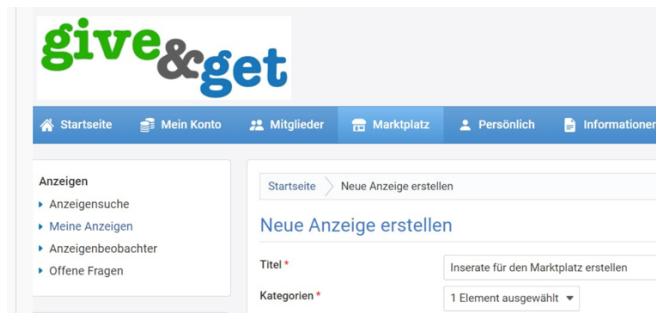 give&get
Startseite Mein Konto Mitglieder Marktplatz Persönlich Informationen
Anzeigen
Anzeigensuche
Meine Anzeigen
Anzeigenbeobachter
Offene Fragen
Startseite Neue Anzeige erstellen
Neue Anzeige erstellen
Titel * Inserate für den Marktplatz erstellen
Kategorien * 1 Element ausgewählt